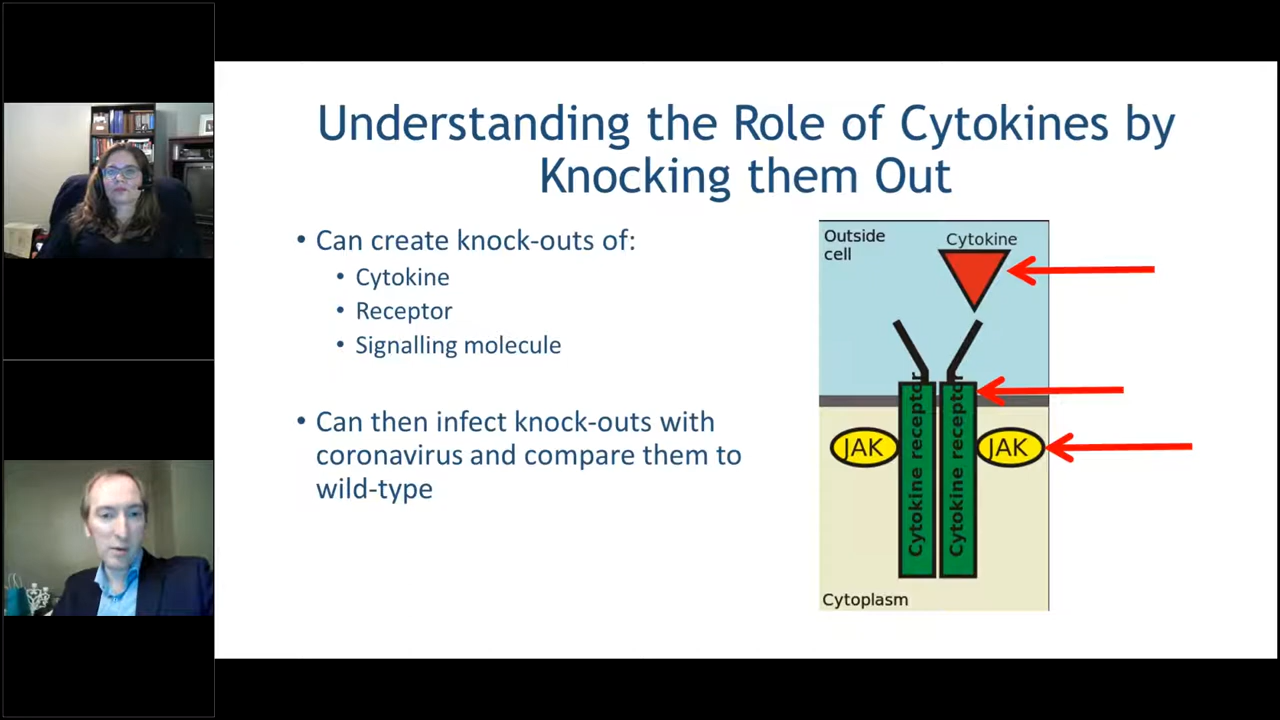 Understanding the Role of Cytokines by
Knocking them Out
• Can create knock-outs of:
• Cytokine
• Receptor
• Signalling molecule
• Can then infect knock-outs with
coronavirus and compare them to
wild-type
Outside
cell
Cytokine
Cytokine receptor
Cytokine receptor
JAK
JAK
Cytoplasm